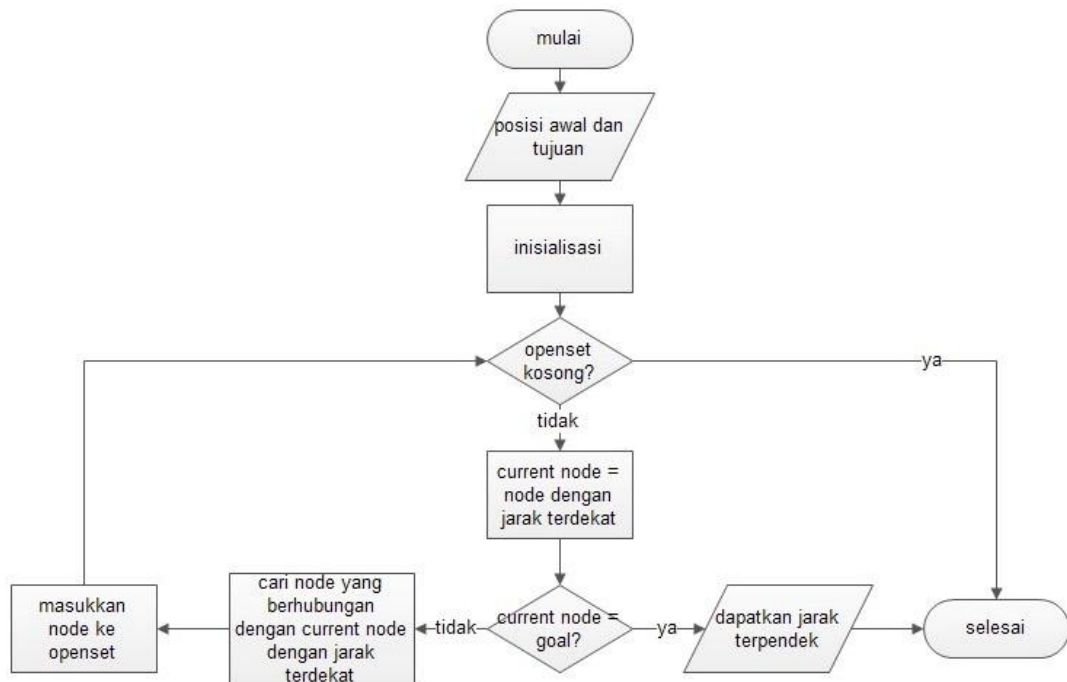 mulai
posisi awal dan
tujuan
inisialisasi
openset
kosong?
ya
tidak
current node =
node dengan
jarak terdekat
masukkan
node ke
openset
cari node yang
berhubungan
dengan current node
dengan jarak
terdekat
tidak
current node =
goal?
ya
dapatkan jarak
terpendek
selesai